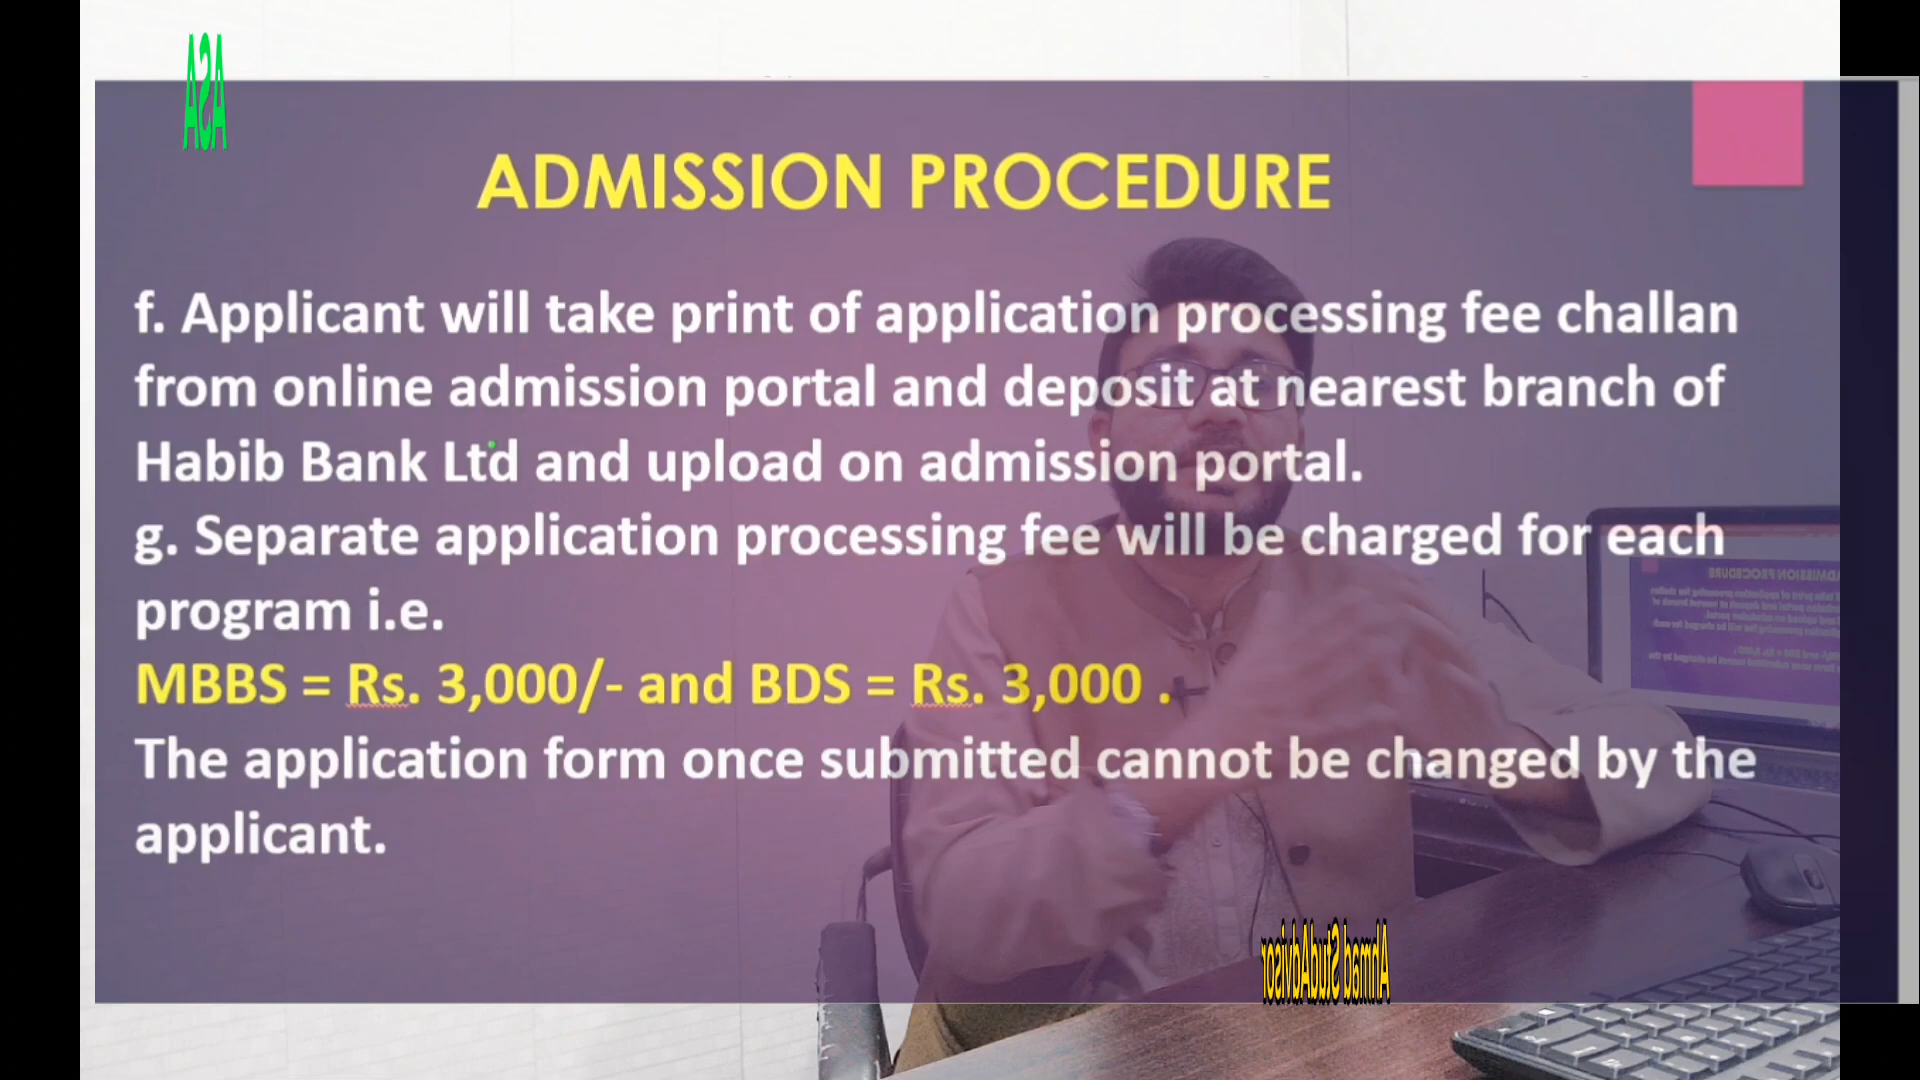 ASA
ADMISSION PROCEDURE
f. Applicant will take print of application processing fee challan
from online admission portal and deposit at nearest branch of
Habib Bank Ltd and upload on admission portal.
g. Separate application processing fee will be charged for each
program i.e.
MBBS = Rs. 3,000/- and BDS = Rs. 3,000 .
The application form once submitted cannot be changed by the
applicant.
Ahmad StudAdvisor